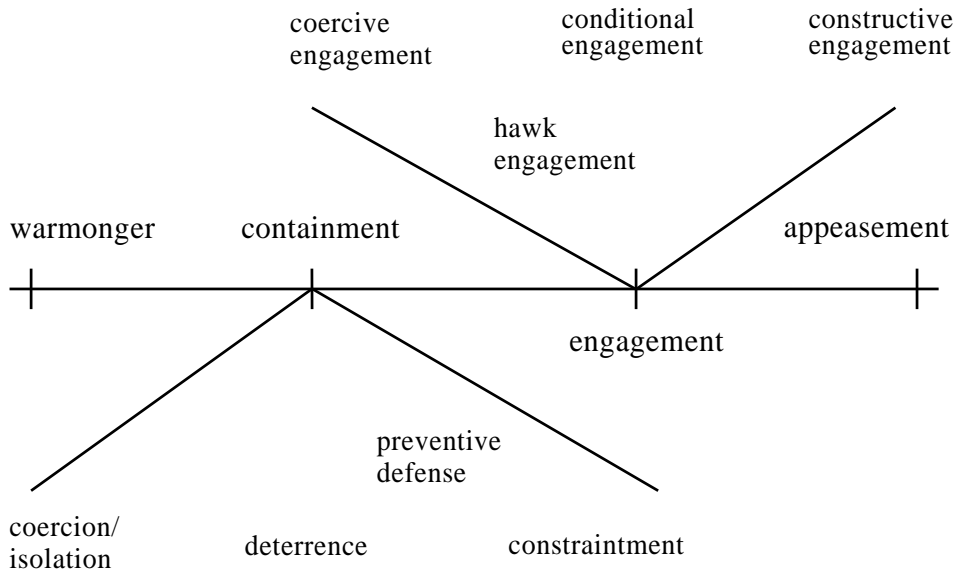 coercive
engagement
conditional
engagement
constructive
engagement
hawk
engagement
warmonger
containment
appeasement
engagement
preventive
defense
coercion/
isolation
deterrence
constraintment